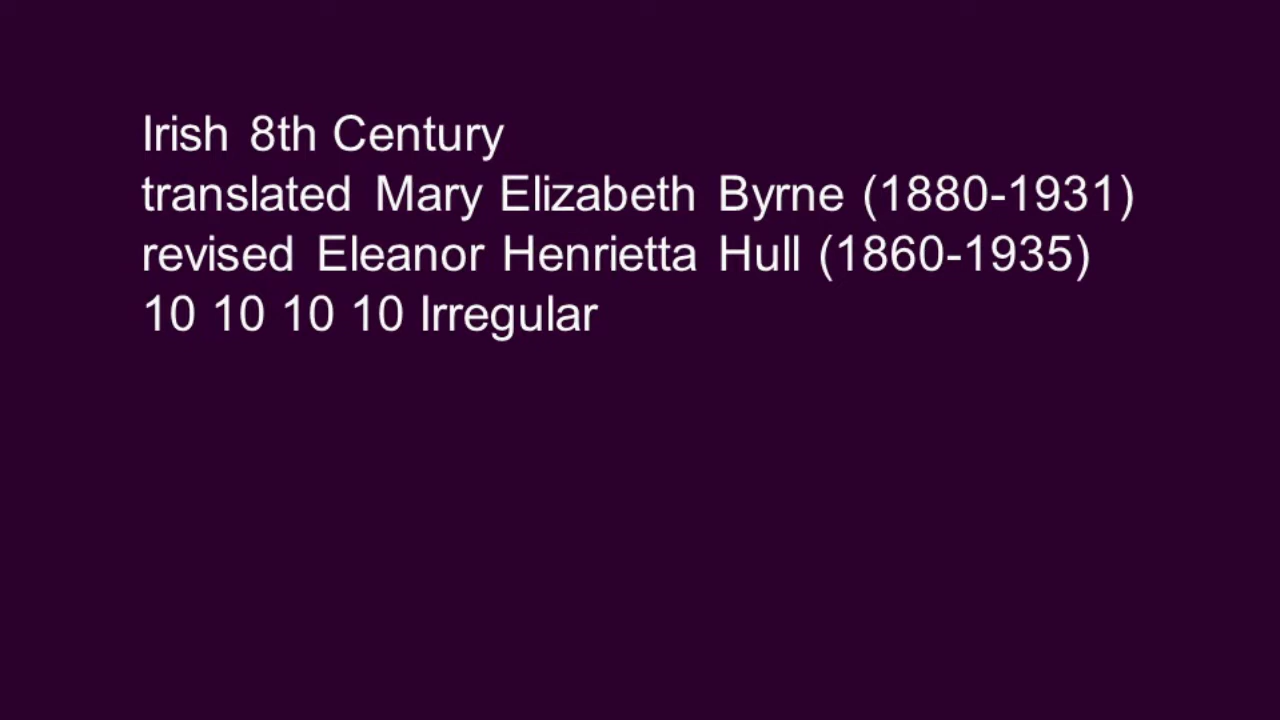 Irish 8th Century
translated Mary Elizabeth Byrne (1880-1931)
revised Eleanor Henrietta Hull (1860-1935)
10 10 10 10 Irregular